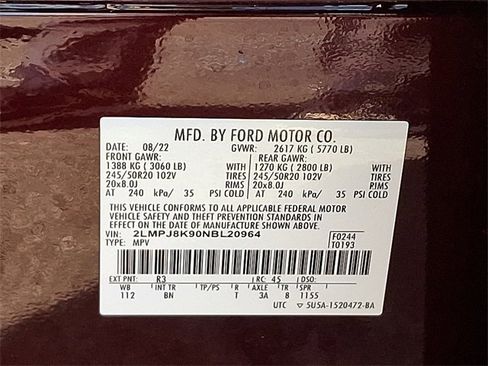 MFD. BY FORD MOTOR CO.
DATE: 08/22 GVWR: 2617 KG ( 5770 LB)
FRONT GAWR: REAR GAWR:
1388 KG ( 3060 LB) WITH 1270 KG ( 2800 LB) WITH
245/50R20 102V TIRES 245/50R20 102V TIRES
20x8.0J RIMS 20x8.0J RIMS
AT 240 kPa/ 35 PSI COLD AT 240 kPa/ 35 PSI COLD
THIS VEHICLE CONFORMS TO ALL APPLICABLE FEDERAL MOTOR
VEHICLE SAFETY AND THEFT PREVENTION STANDARDS IN
EFFECT ON THE DATE OF MANUFACTURE SHOWN ABOVE.
VIN: 2LMPJ8K90NBL20964 F0244
TYPE: MPV T0193
EXT PNT: R3 RC: 45 DSO:
WB INT TR TP/PS R AXLE TR SPR
112 BN T 3A 8 1155
UTC ▽ 5U5A-1520472-BA